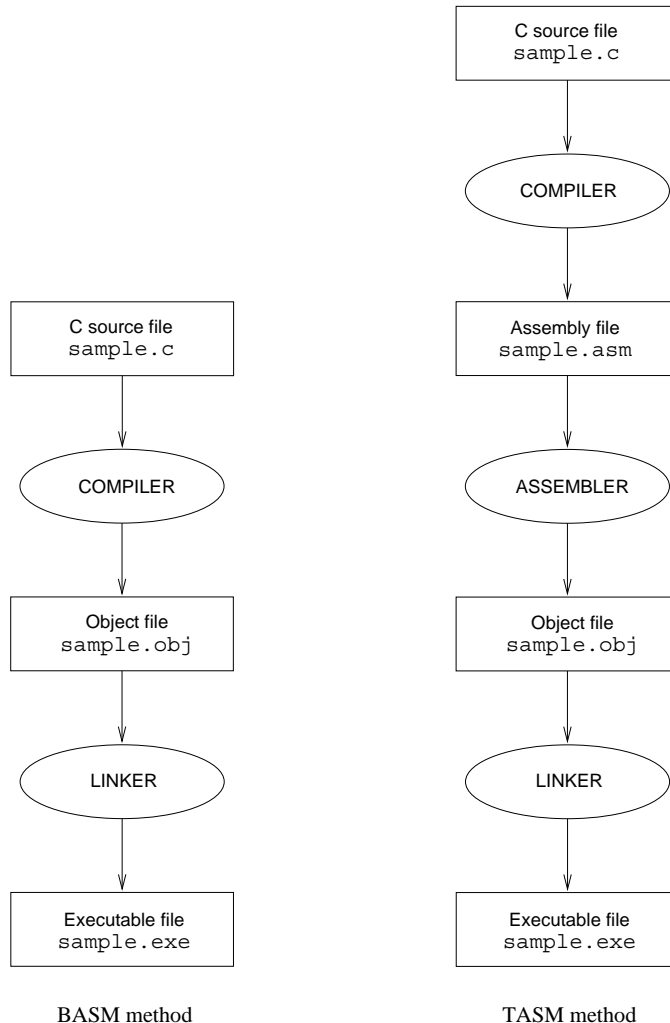 C source file
sample.c
COMPILER
Object file
sample.obj
LINKER
Executable file
sample.exe
BASM method
C source file
sample.c
COMPILER
Assembly file
sample.asm
ASSEMBLER
Object file
sample.obj
LINKER
Executable file
sample.exe
TASM method